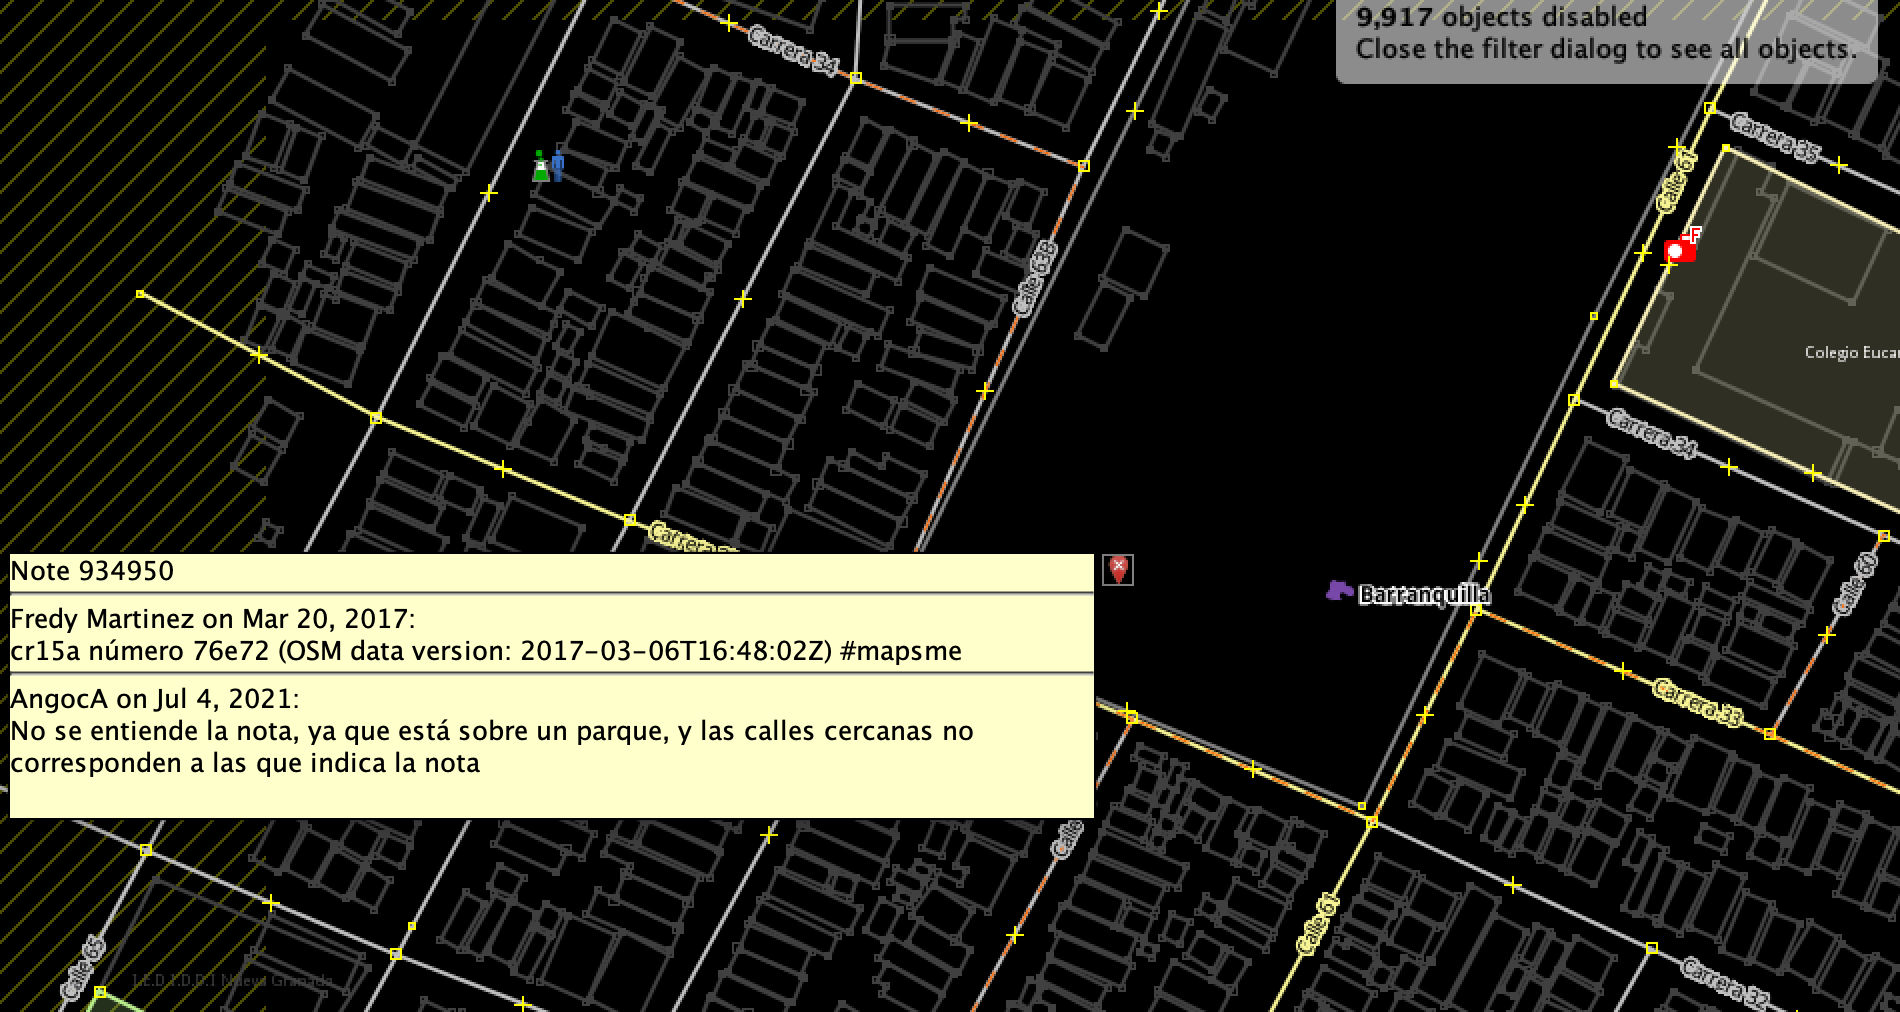 9,917 objects disabled
Close the filter dialog to see all objects.
Carrera 34
Carrera 35
Calle 61
Calle 63B
F
Colegio Euca
Carrera 34
Note 934950
Fredy Martinez on Mar 20, 2017:
cr15a número 76e72 (OSM data version: 2017-03-06T16:48:02Z) #mapsme
AngocA on Jul 4, 2021:
No se entiende la nota, ya que está sobre un parque, y las calles cercanas no
corresponden a las que indica la nota
Barranquilla
Calle 60
Carrera 33
Calle
Calle 61
Calle 65
I.E.D.I.D.D.I Nueva Granada
Carrera 32